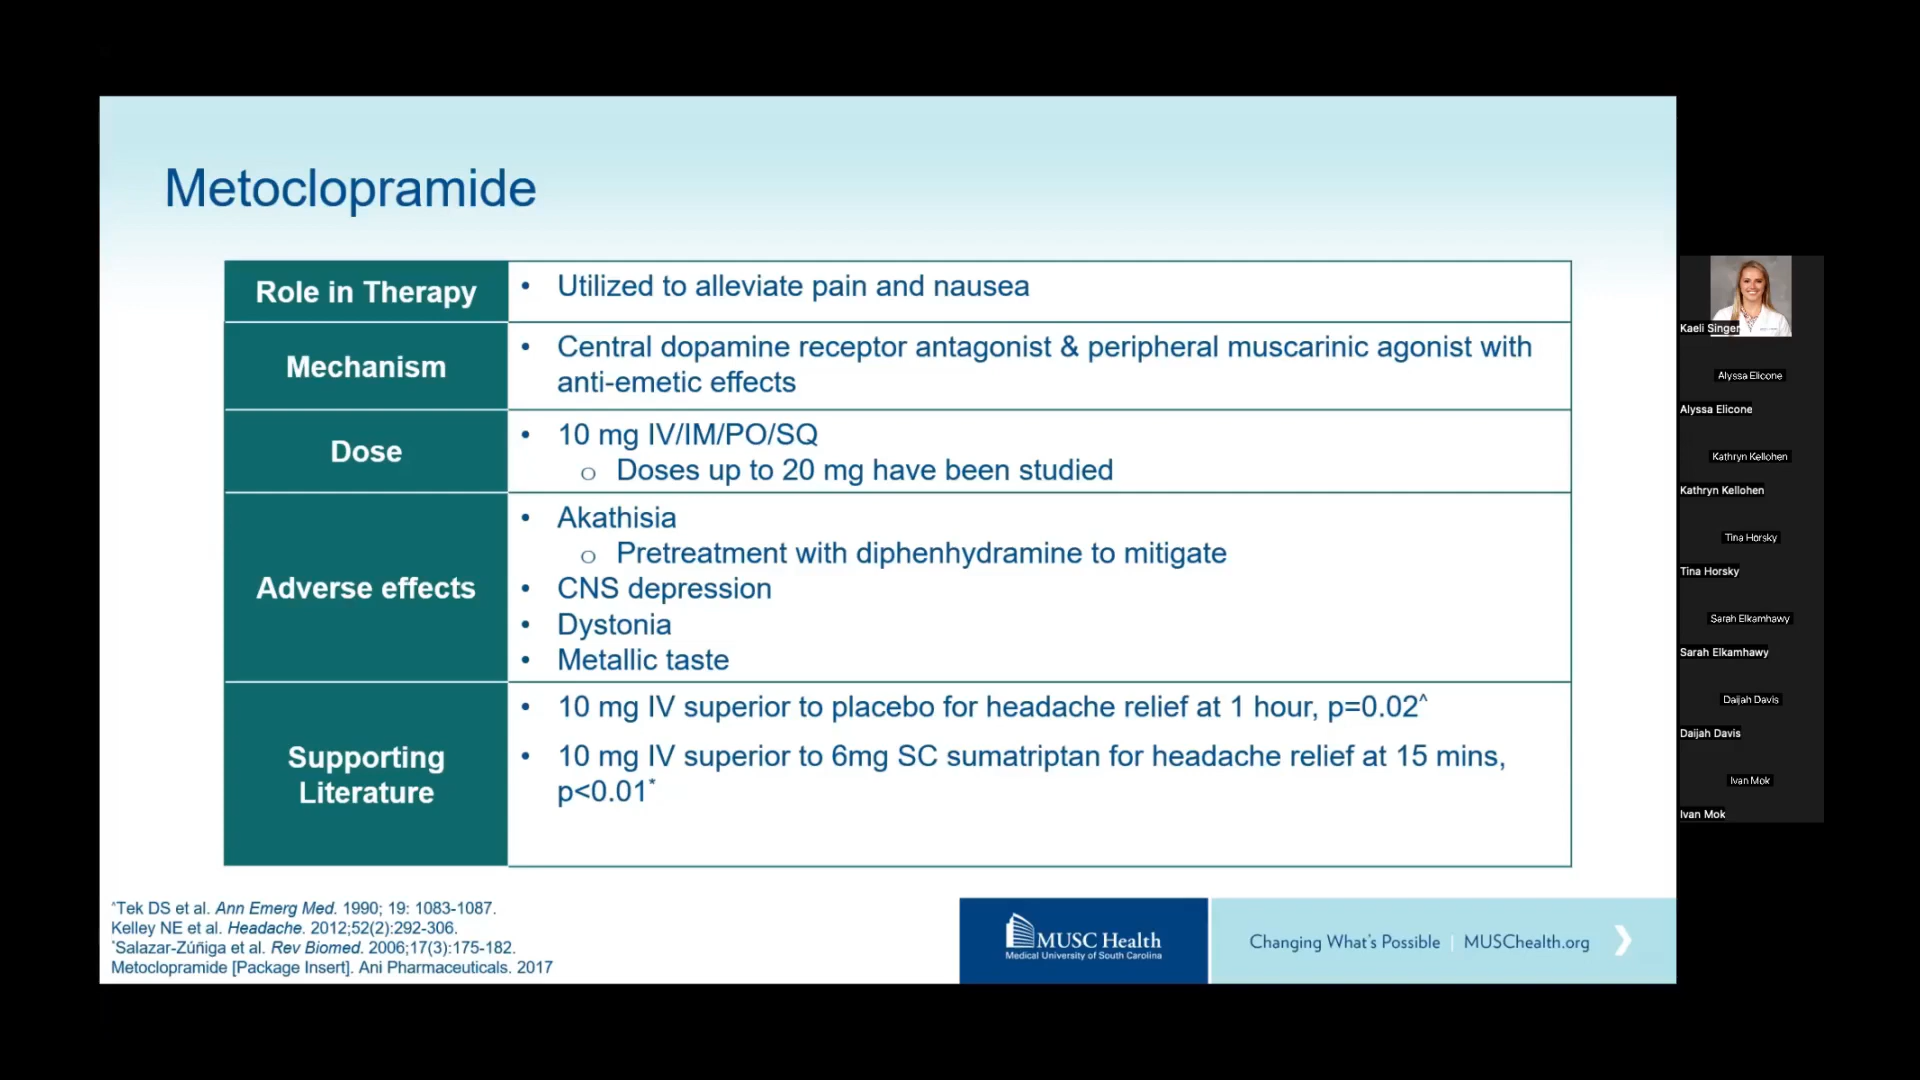 Metoclopramide
Role in Therapy
• Utilized to alleviate pain and nausea
Mechanism
• Central dopamine receptor antagonist & peripheral muscarinic agonist with
anti-emetic effects
Dose
• 10 mg IV/IM/PO/SQ
o Doses up to 20 mg have been studied
Adverse effects
• Akathisia
o Pretreatment with diphenhydramine to mitigate
• CNS depression
• Dystonia
• Metallic taste
Supporting
Literature
• 10 mg IV superior to placebo for headache relief at 1 hour, p=0.02^
• 10 mg IV superior to 6mg SC sumatriptan for headache relief at 15 mins,
p<0.01*
^Tek DS et al. Ann Emerg Med. 1990; 19: 1083-1087.
Kelley NE et al. Headache. 2012;52(2):292-306.
*Salazar-Zúñiga et al. Rev Biomed. 2006;17(3):175-182.
Metoclopramide [Package Insert]. Ani Pharmaceuticals. 2017
MUSC Health
Medical University of South Carolina
Changing What's Possible | MUSChealth.org
Kaeli Singer
Alyssa Elicone
Alyssa Elicone
Kathryn Kellohen
Kathryn Kellohen
Tina Horsky
Tina Horsky
Sarah Elkamhawy
Sarah Elkamhawy
Daijah Davis
Daijah Davis
Ivan Mok
Ivan Mok